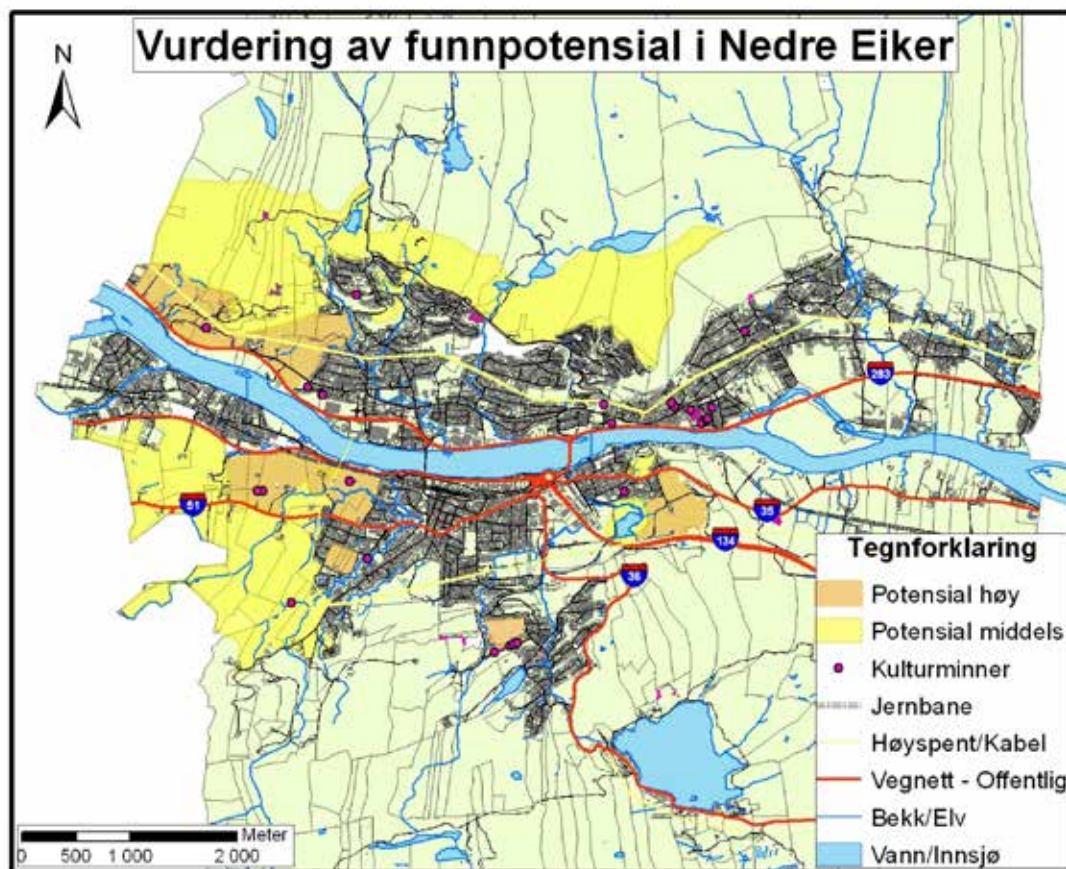 Vurdering av funnpotensial i Nedre Eiker
N
283
51
35
134
36
Tegnforklaring
Potensial høy
Potensial middels
Kulturminner
Jernbane
Høyspent/Kabel
Vegnett - Offentlig
Bekk/Elv
Vann/Innsjø
Meter
0 500 1 000 2 000